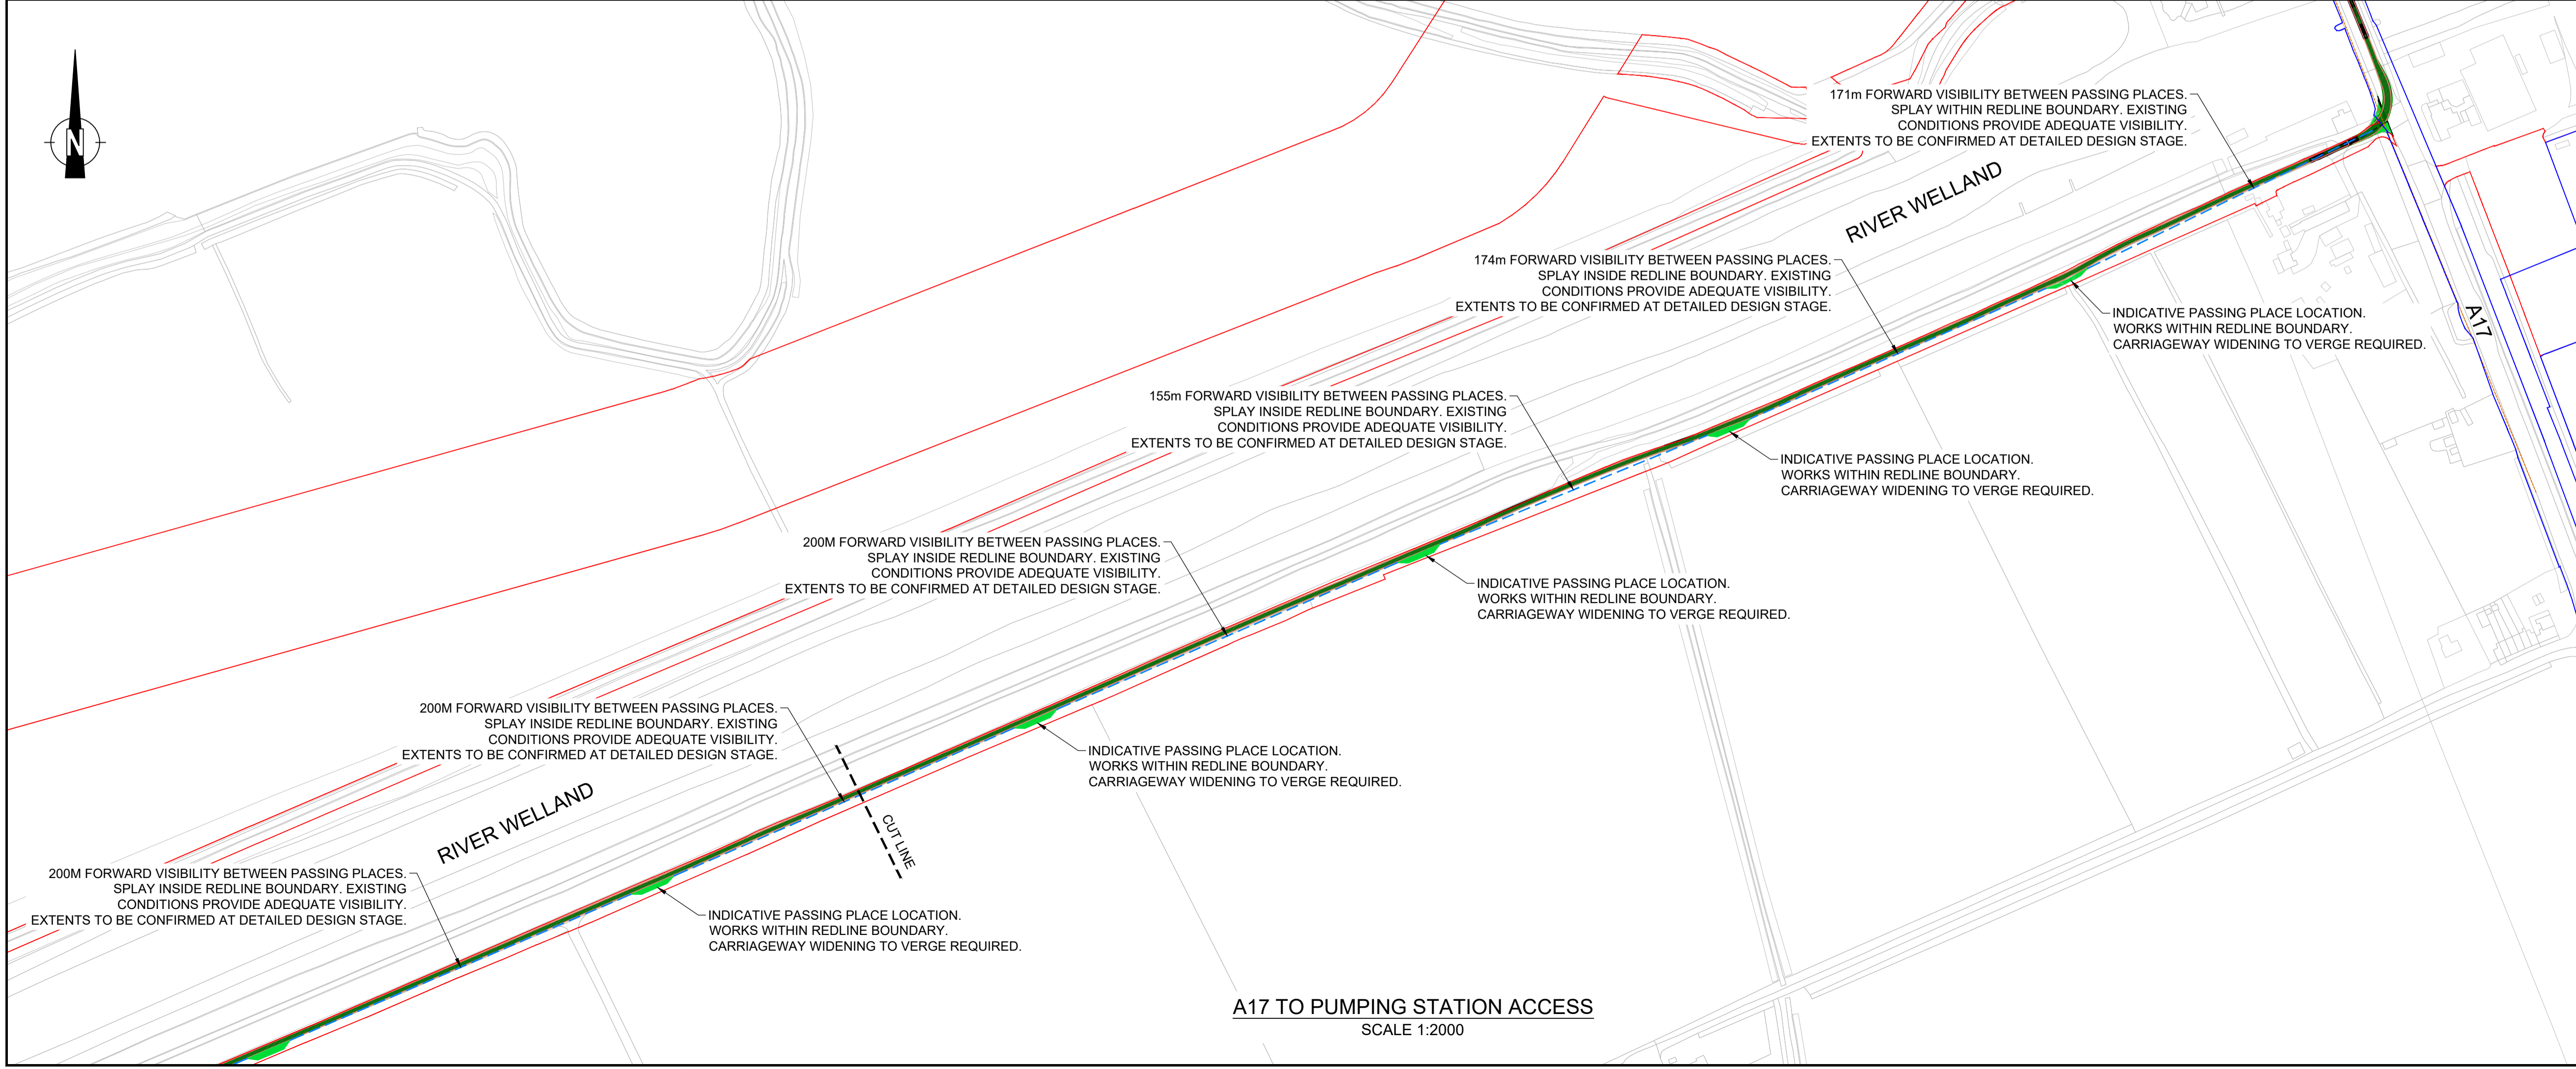 N
171m FORWARD VISIBILITY BETWEEN PASSING PLACES.
SPLAY WITHIN REDLINE BOUNDARY. EXISTING
CONDITIONS PROVIDE ADEQUATE VISIBILITY.
EXTENTS TO BE CONFIRMED AT DETAILED DESIGN STAGE.
RIVER WELLAND
174m FORWARD VISIBILITY BETWEEN PASSING PLACES.
SPLAY INSIDE REDLINE BOUNDARY. EXISTING
CONDITIONS PROVIDE ADEQUATE VISIBILITY.
EXTENTS TO BE CONFIRMED AT DETAILED DESIGN STAGE.
A17
INDICATIVE PASSING PLACE LOCATION.
WORKS WITHIN REDLINE BOUNDARY.
CARRIAGEWAY WIDENING TO VERGE REQUIRED.
155m FORWARD VISIBILITY BETWEEN PASSING PLACES.
SPLAY INSIDE REDLINE BOUNDARY. EXISTING
CONDITIONS PROVIDE ADEQUATE VISIBILITY.
EXTENTS TO BE CONFIRMED AT DETAILED DESIGN STAGE.
INDICATIVE PASSING PLACE LOCATION.
WORKS WITHIN REDLINE BOUNDARY.
CARRIAGEWAY WIDENING TO VERGE REQUIRED.
200M FORWARD VISIBILITY BETWEEN PASSING PLACES.
SPLAY INSIDE REDLINE BOUNDARY. EXISTING
CONDITIONS PROVIDE ADEQUATE VISIBILITY.
EXTENTS TO BE CONFIRMED AT DETAILED DESIGN STAGE.
INDICATIVE PASSING PLACE LOCATION.
WORKS WITHIN REDLINE BOUNDARY.
CARRIAGEWAY WIDENING TO VERGE REQUIRED.
200M FORWARD VISIBILITY BETWEEN PASSING PLACES.
SPLAY INSIDE REDLINE BOUNDARY. EXISTING
CONDITIONS PROVIDE ADEQUATE VISIBILITY.
EXTENTS TO BE CONFIRMED AT DETAILED DESIGN STAGE.
INDICATIVE PASSING PLACE LOCATION.
WORKS WITHIN REDLINE BOUNDARY.
CARRIAGEWAY WIDENING TO VERGE REQUIRED.
RIVER WELLAND
CUT LINE
200M FORWARD VISIBILITY BETWEEN PASSING PLACES.
SPLAY INSIDE REDLINE BOUNDARY. EXISTING
CONDITIONS PROVIDE ADEQUATE VISIBILITY.
EXTENTS TO BE CONFIRMED AT DETAILED DESIGN STAGE.
INDICATIVE PASSING PLACE LOCATION.
WORKS WITHIN REDLINE BOUNDARY.
CARRIAGEWAY WIDENING TO VERGE REQUIRED.
A17 TO PUMPING STATION ACCESS
SCALE 1:2000